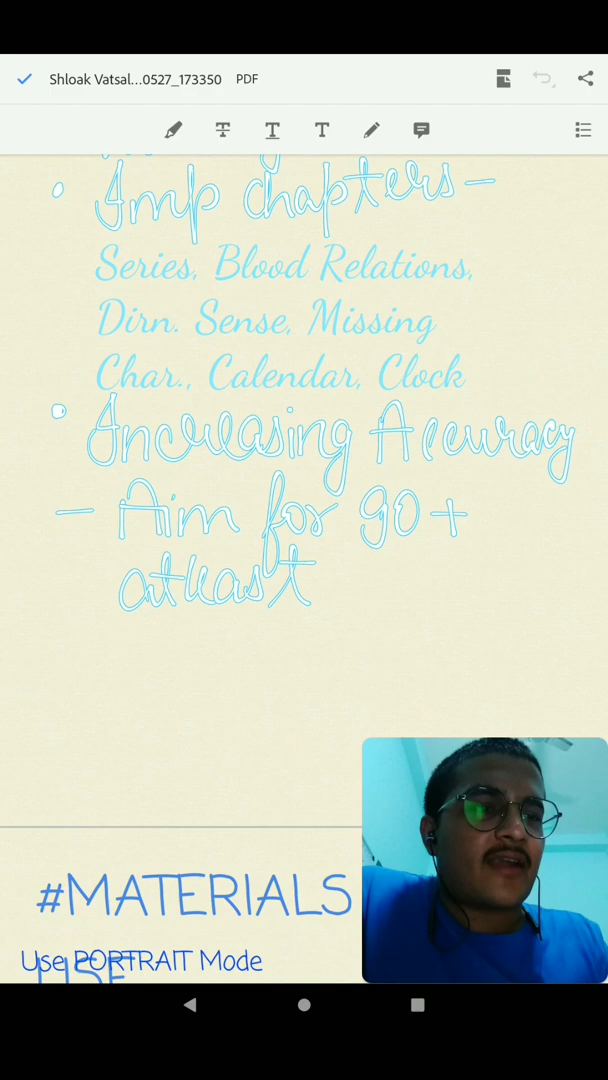 Shloak Vatsal...0527_173350 PDF
• Imp chapters-
Series, Blood Relations,
Dirn. Sense, Missing
Char., Calendar, Clock
• Increasing Accuracy
- Aim for 90+
atleast
#MATERIALS
Use PORTRAIT Mode
USE